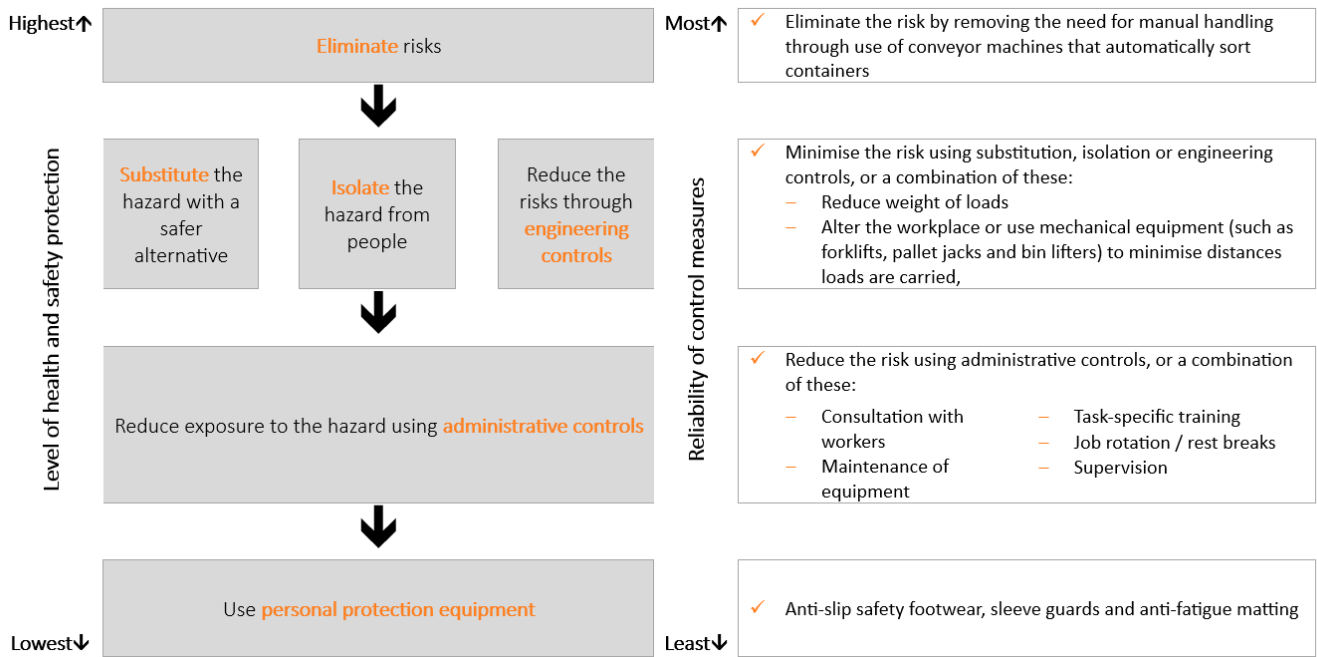 Highest↑
Eliminate risks
Most↑
✓ Eliminate the risk by removing the need for manual handling
through use of conveyor machines that automatically sort
containers
Level of health and safety protection
Substitute the
hazard with a
safer
alternative
Isolate the
hazard from
people
Reduce the
risks through
engineering
controls
Reliability of control measures
✓ Minimise the risk using substitution, isolation or engineering
controls, or a combination of these:
– Reduce weight of loads
– Alter the workplace or use mechanical equipment (such as
forklifts, pallet jacks and bin lifters) to minimise distances
loads are carried,
Reduce exposure to the hazard using administrative controls
✓ Reduce the risk using administrative controls, or a combination
of these:
– Consultation with
workers
– Maintenance of
equipment
– Task-specific training
– Job rotation / rest breaks
– Supervision
Use personal protection equipment
✓ Anti-slip safety footwear, sleeve guards and anti-fatigue matting
Lowest↓
Least↓